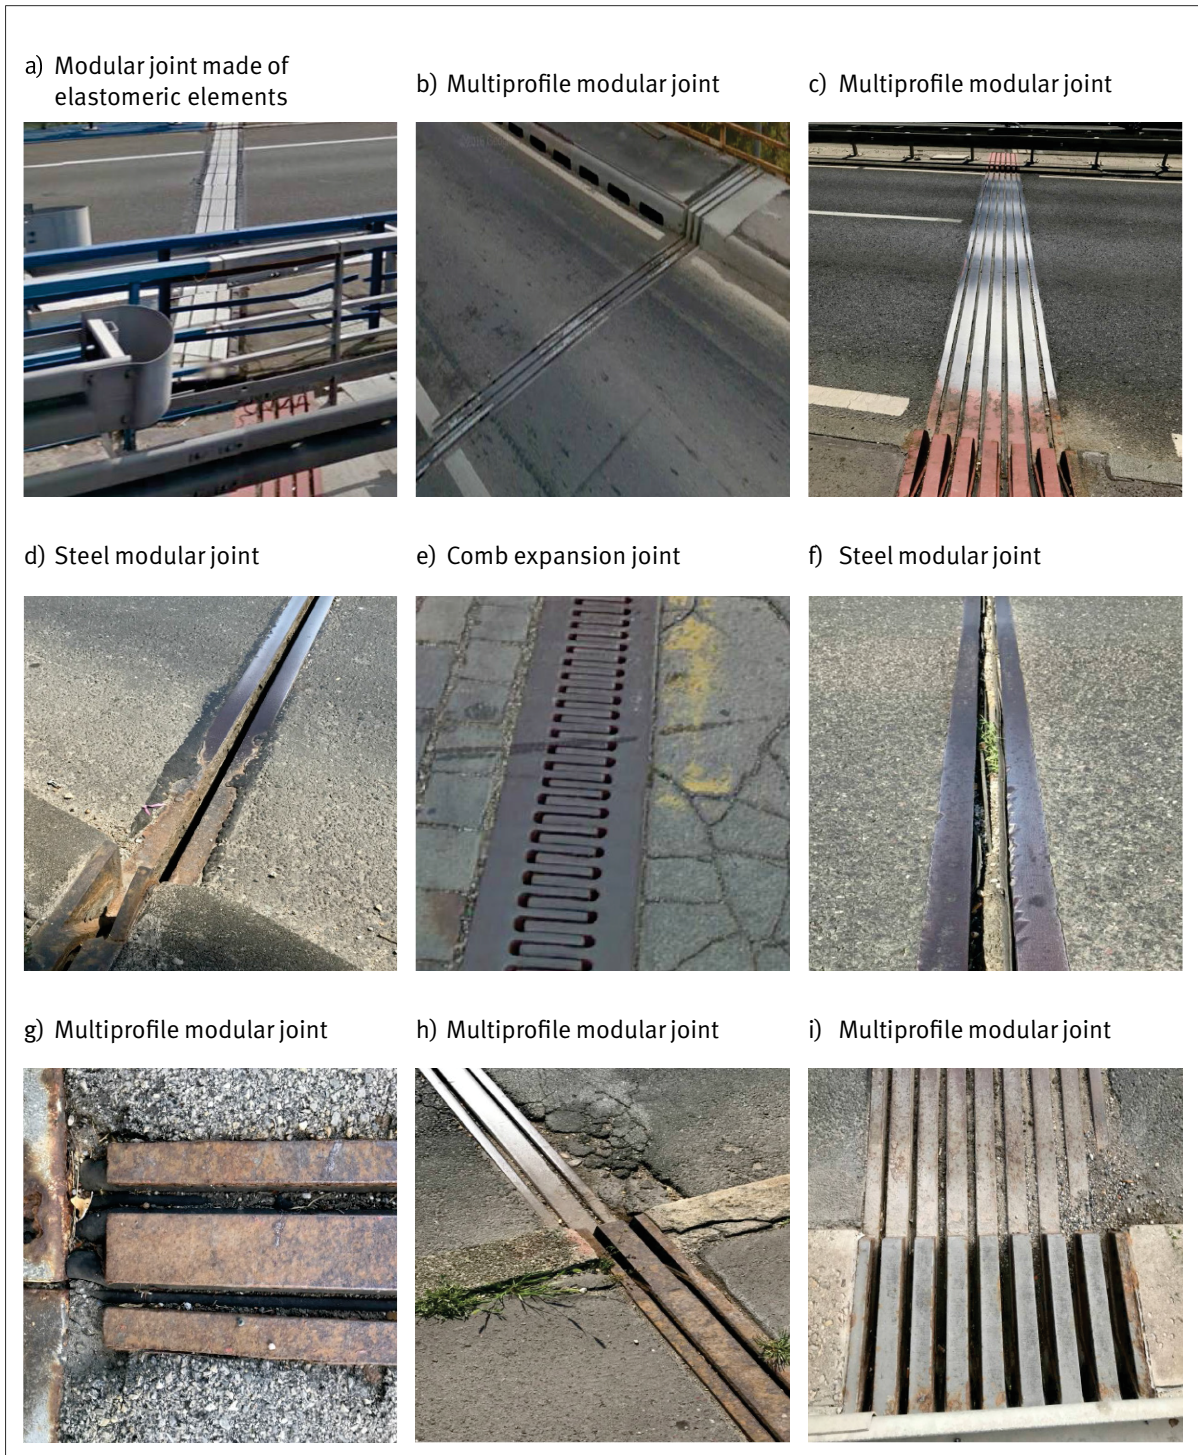 a) Modular joint made of
elastomeric elements
b) Multiprofile modular joint
c) Multiprofile modular joint
d) Steel modular joint
e) Comb expansion joint
f) Steel modular joint
g) Multiprofile modular joint
h) Multiprofile modular joint
i) Multiprofile modular joint